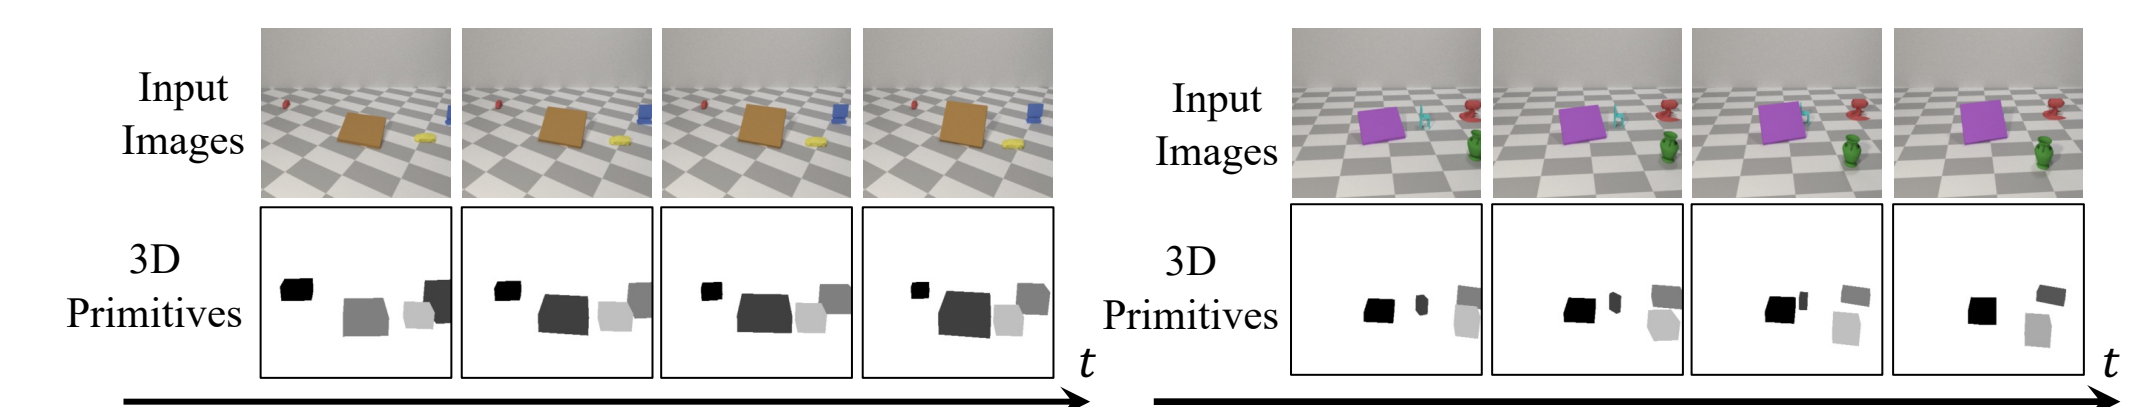 Input
Images
3D
Primitives
t
Input
Images
3D
Primitives
t